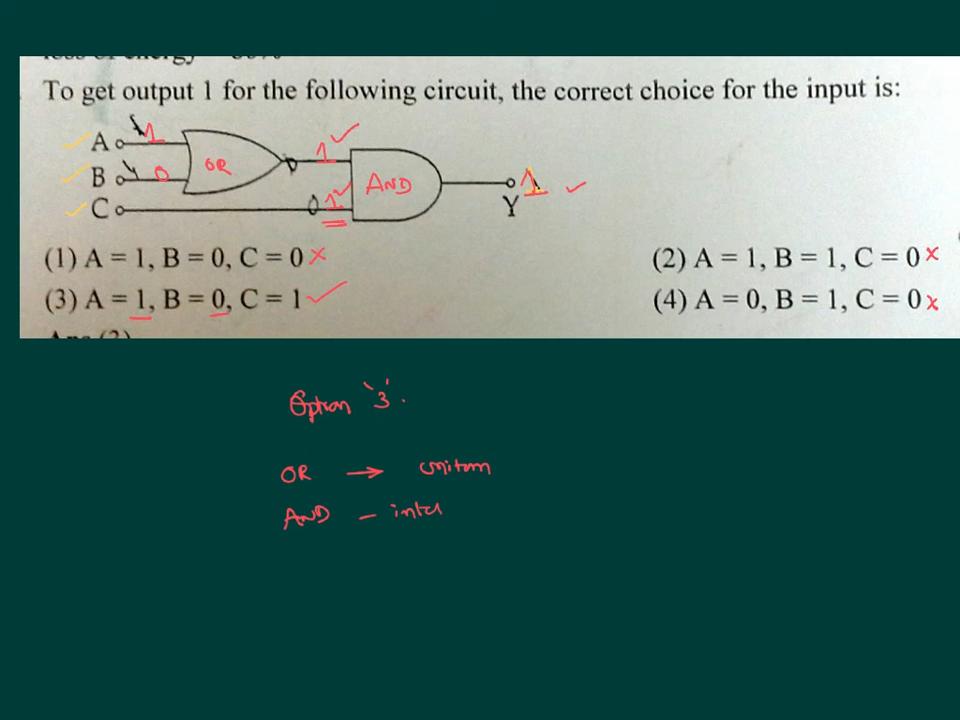 To get output 1 for the following circuit, the correct choice for the input is:
A 1
B 0 OR 1 AND 1
C 0 1 Y
(1) A = 1, B = 0, C = 0 x (2) A = 1, B = 1, C = 0 x
(3) A = 1, B = 0, C = 1 ✓ (4) A = 0, B = 1, C = 0 x
Option '3'.
OR →
AND –